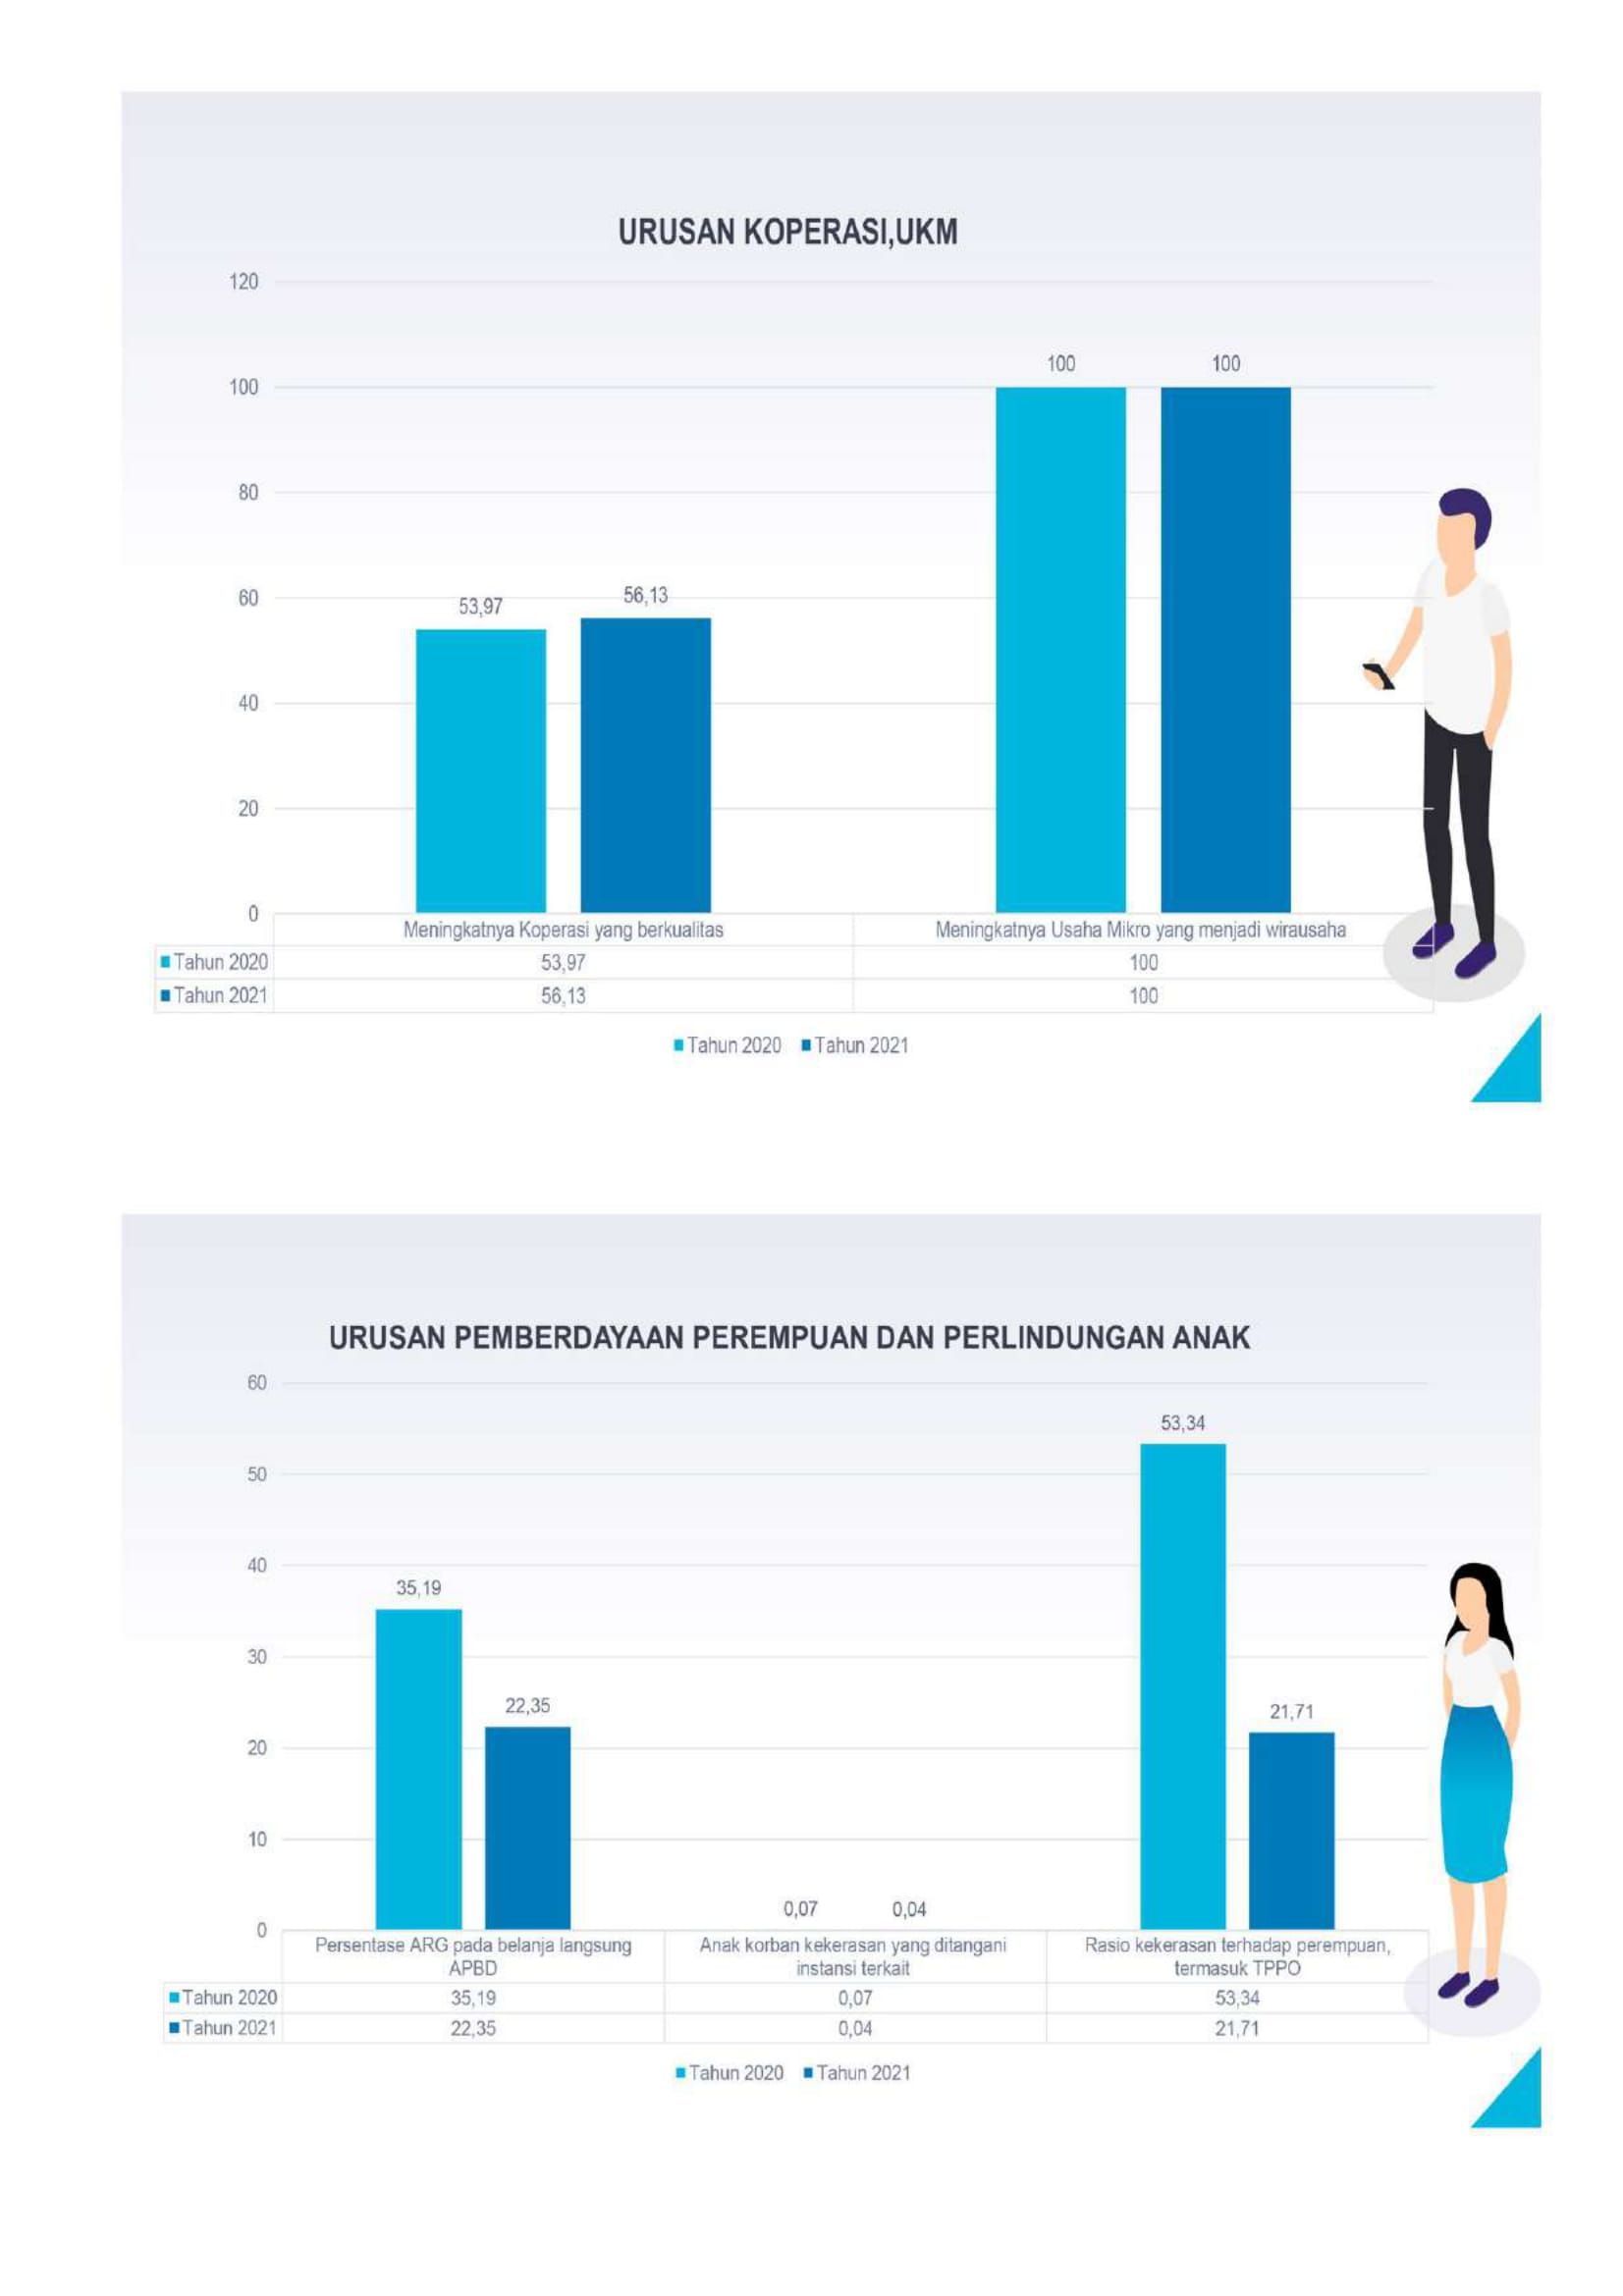 URUSAN KOPERASI,UKM
120
100
80
60
40
20
0
53,97
56,13
100
100
Meningkatnya Koperasi yang berkualitas
Meningkatnya Usaha Mikro yang menjadi wirausaha
Tahun 2020 53,97 100
Tahun 2021 56,13 100
Tahun 2020 Tahun 2021
URUSAN PEMBERDAYAAN PEREMPUAN DAN PERLINDUNGAN ANAK
60
50
40
30
20
10
0
35,19
22,35
0,07
0,04
53,34
21,71
Persentase ARG pada belanja langsung
APBD
Anak korban kekerasan yang ditangani
instansi terkait
Rasio kekerasan terhadap perempuan,
termasuk TPPO
Tahun 2020 35,19 0,07 53,34
Tahun 2021 22,35 0,04 21,71
Tahun 2020 Tahun 2021